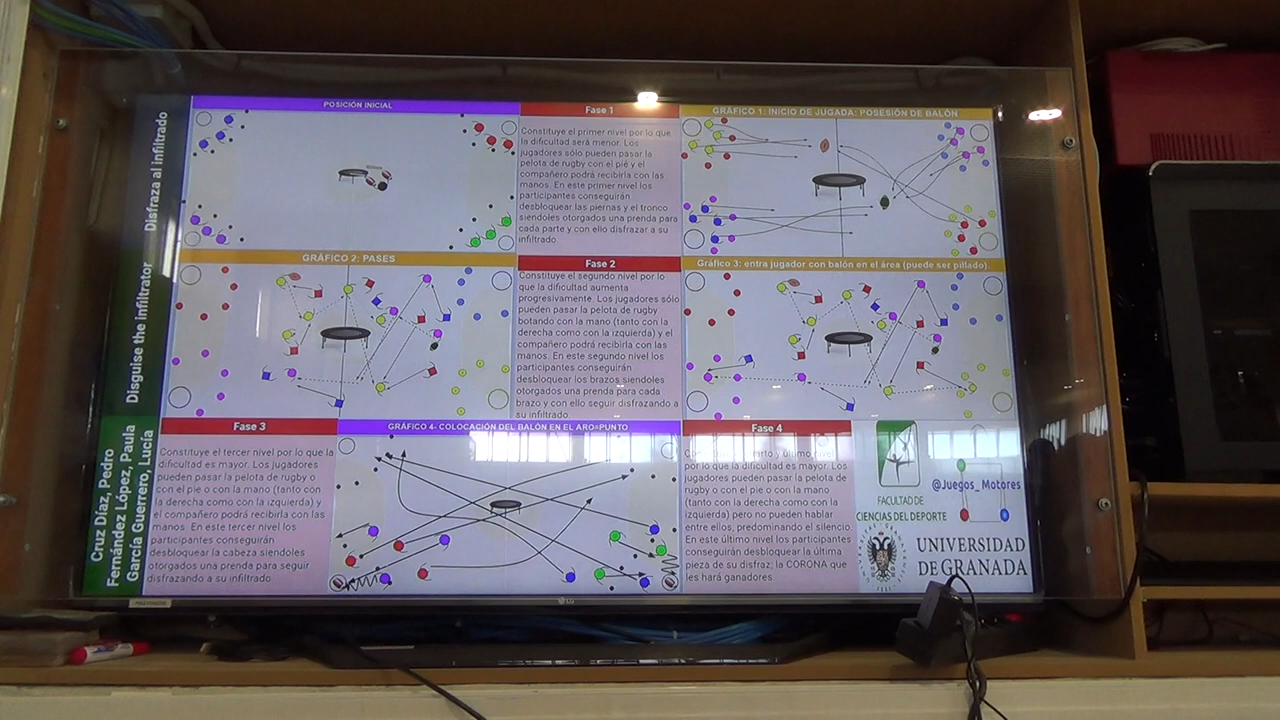 Disfraza al infiltrado
Disguise the infiltrator
Cruz Díaz, Pedro
Fernández López, Paula
García Guerrero, Lucía
POSICIÓN INICIAL
Fase 1
Constituye el primer nivel por lo que
la dificultad será menor. Los
jugadores sólo pueden pasar la
pelota de rugby con el pié y el
compañero podrá recibirla con las
manos. En este primer nivel los
participantes conseguirán
desbloquear las piernas y el tronco
siendoles otorgados una prenda para
cada parte y con ello disfrazar a su
infiltrado.
GRÁFICO 1: INICIO DE JUGADA: POSESIÓN DE BALÓN
GRÁFICO 2: PASES
Fase 2
Constituye el segundo nivel por lo
que la dificultad aumenta
progresivamente. Los jugadores sólo
pueden pasar la pelota de rugby
botando con la mano (tanto con la
derecha como con la izquierda) y el
compañero podrá recibirla con las
manos. En este segundo nivel los
participantes conseguirán
desbloquear los brazos siendoles
otorgados una prenda para cada
brazo y con ello seguir disfrazando a
su infiltrado
Gráfico 3: entra jugador con balón en el área (puede ser pillado).
Fase 3
Constituye el tercer nivel por lo que la
dificultad es mayor. Los jugadores
pueden pasar la pelota de rugby o
con el pie o con la mano (tanto con
la derecha como con la izquierda) y
el compañero podrá recibirla con las
manos. En este tercer nivel los
participantes conseguirán
desbloquear la cabeza siendoles
otorgados una prenda para seguir
disfrazando a su infiltrado
GRÁFICO 4- COLOCACIÓN DEL BALÓN EN EL ARO=PUNTO
Fase 4
y último nivel
por lo que la dificultad es mayor. Los
jugadores pueden pasar la pelota de
rugby o con el pie o con la mano
(tanto con la derecha como con la
izquierda) pero no pueden hablar
entre ellos, predominando el silencio.
En este último nivel los participantes
conseguirán desbloquear la última
pieza de su disfraz; la CORONA que
les hará ganadores.
FACULTAD DE
CIENCIAS DEL DEPORTE
@Juegos_Motores
UNIVERSIDAD
DE GRANADA
LG